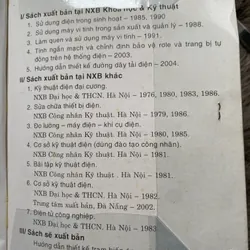 I/ Sách xuất bản tại NXB Khoa học & Kỹ thuật
1. Sử dụng điện trong sinh hoạt – 1985, 1990
2. Sử dụng máy vi tính trong sản xuất và quản lý – 1988.
3. Làm quen và sử dụng máy vi tính – 1991.
4. Tính ngắn mạch và chỉnh định bảo vệ rơle và trang bị tự động trên hệ thống điện – 2003.
5. Hướng dẫn thiết kế đường dây tải điện – 2004.
II/ Sách xuất bản tại NXB khác
1. Kỹ thuật điện đại cương.
NXB Đại học & THCN. Hà Nội – 1976, 1980, 1983, 1986.
2. Sửa chữa thiết bị điện.
NXB Công nhân Kỹ thuật. Hà Nội – 1979, 1986.
3. Đo lường – máy điện – khí cụ điện.
NXB Công nhân Kỹ thuật. Hà Nội – 1980, 1985.
4. Cơ sở kỹ thuật điện (dùng đào tạo công nhân).
NXB Công nhân Kỹ thuật. Hà Nội – 1981.
5. Bài tập kỹ thuật điện.
NXB Công nhân Kỹ thuật. Hà Nội – 1981.
6. Cơ sở kỹ thuật điện.
NXB Đại học & THCN. Hà Nội – 1982.
Trung tâm xuất bản, Đà Nẵng – 2002.
7. Điện tử công nghiệp.
NXB Đại học & THCN. Hà Nội – 1983.
III/ Sách sẽ xuất bản
Hướng dẫn thiết kế trạm biến